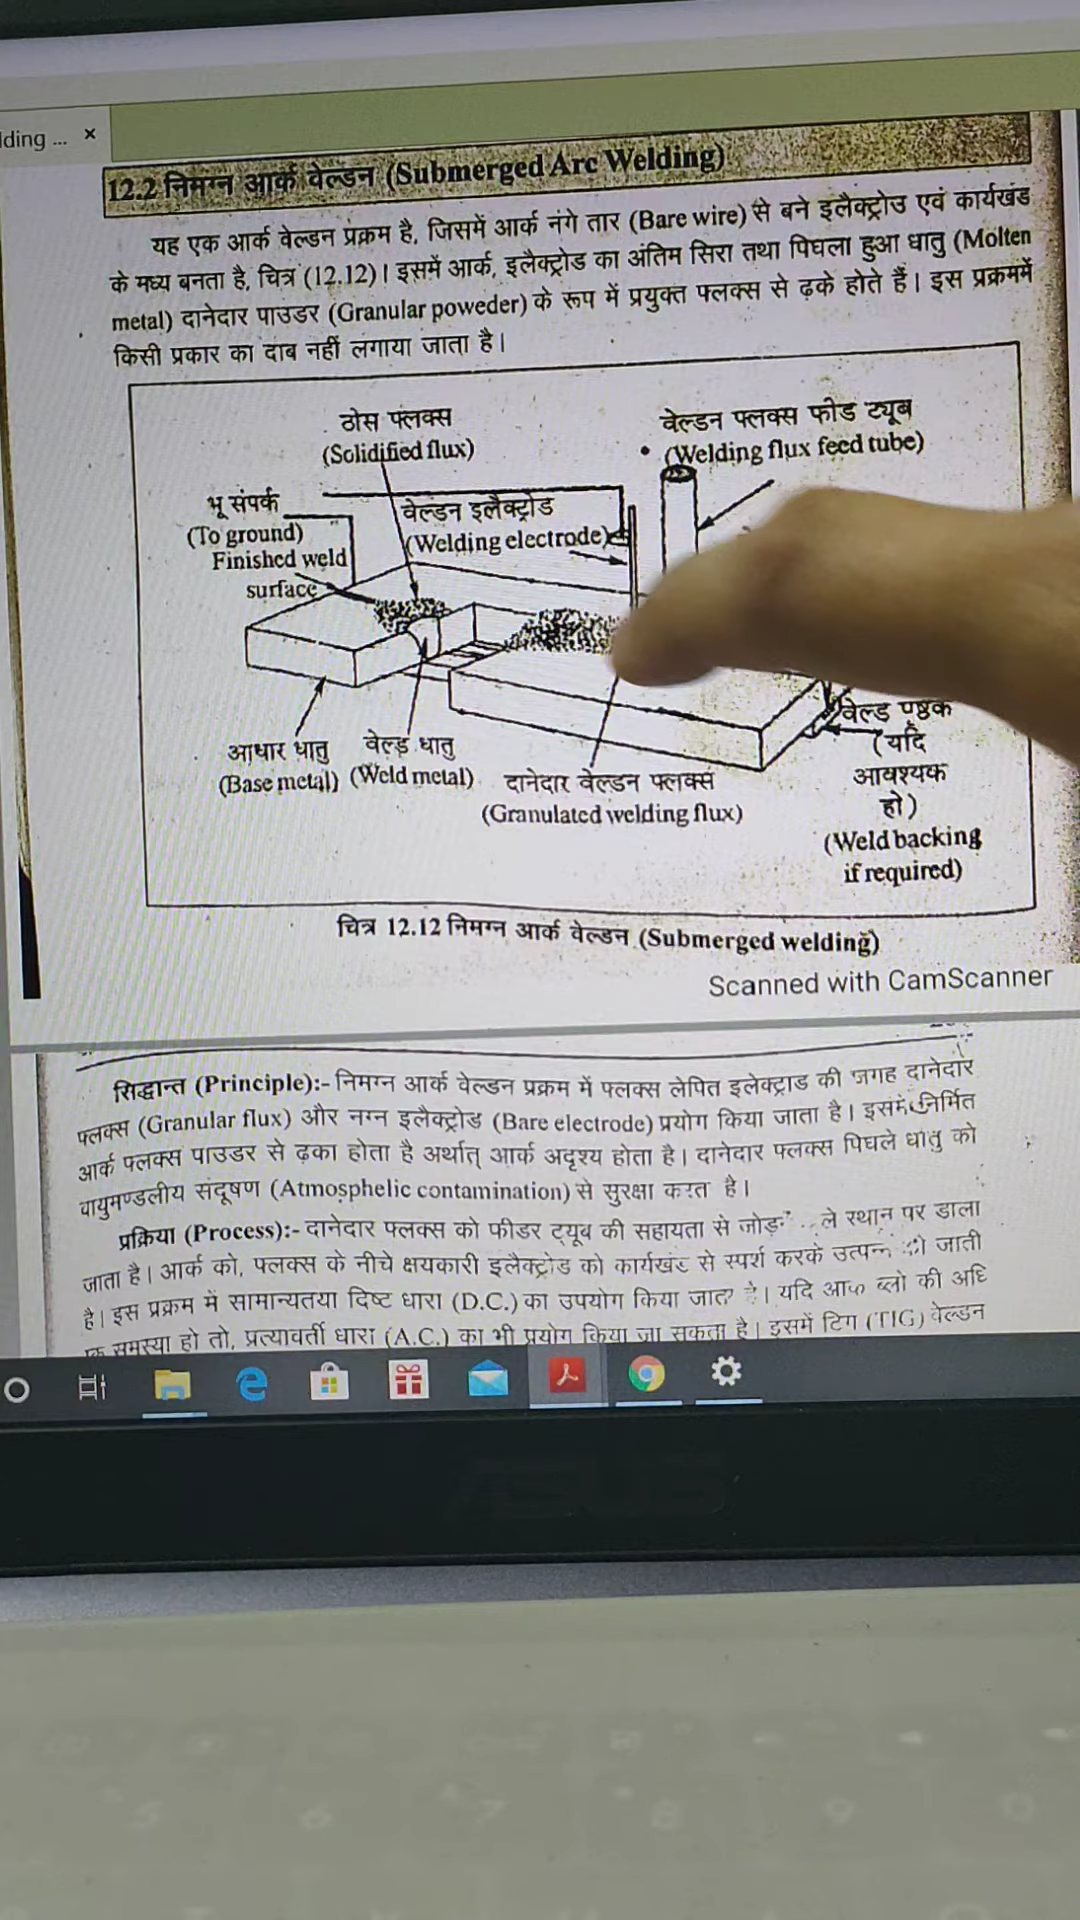 lding ... ×
12.2 निमग्न आर्क वेल्डन (Submerged Arc Welding)
यह एक आर्क वेल्डन प्रक्रम है, जिसमें आर्क नंगे तार (Bare wire) से बने इलैक्ट्रोड एवं कार्यखंड
के मध्य बनता है, चित्र (12.12)। इसमें आर्क, इलैक्ट्रोड का अंतिम सिरा तथा पिघला हुआ धातु (Molten
metal) दानेदार पाउडर (Granular poweder) के रूप में प्रयुक्त फ्लक्स से ढ़के होते हैं। इस प्रक्रममें
किसी प्रकार का दाब नहीं लगाया जाता है।
ठोस फ्लक्स
(Solidified flux)
वेल्डन फ्लक्स फीड ट्यूब
(Welding flux feed tube)
भू संपर्क
(To ground)
वेल्डन इलैक्ट्रोड
(Welding electrode)
Finished weld
surface
आधार धातु
(Base metal)
वेल्ड धातु
(Weld metal)
दानेदार वेल्डन फ्लक्स
(Granulated welding flux)
वेल्ड पृष्ठक
(यदि
आवश्यक
हो)
(Weld backing
if required)
चित्र 12.12 निमग्न आर्क वेल्डन (Submerged welding)
Scanned with CamScanner
सिद्धान्त (Principle):- निमग्न आर्क वेल्डन प्रक्रम में फ्लक्स लेपित इलेक्ट्राड की जगह दानेदार
फ्लक्स (Granular flux) और नग्न इलैक्ट्रोड (Bare electrode) प्रयोग किया जाता है। इसमें निर्मित
आर्क फ्लक्स पाउडर से ढ़का होता है अर्थात् आर्क अदृश्य होता है। दानेदार फ्लक्स पिघले धातु को
वायुमण्डलीय संदूषण (Atmosphelic contamination) से सुरक्षा करत है।
प्रक्रिया (Process):- दानेदार फ्लक्स को फीडर ट्यूब की सहायता से स्थान पर डाला
जाता है। आर्क को, फ्लक्स के नीचे क्षयकारी इलैक्ट्रोड को कार्यखंड से स्पर्श करके उत्पन्न की जाती
है। इस प्रक्रम में सामान्यतया दिष्ट धारा (D.C.) का उपयोग किया जाता है। यदि आर्क ब्लो की
समस्या हो तो, प्रत्यावर्ती धारा (A.C.) का भी प्रयोग किया जा सकता है। इसमें टिग (TIG) वेल्डन
ASUS